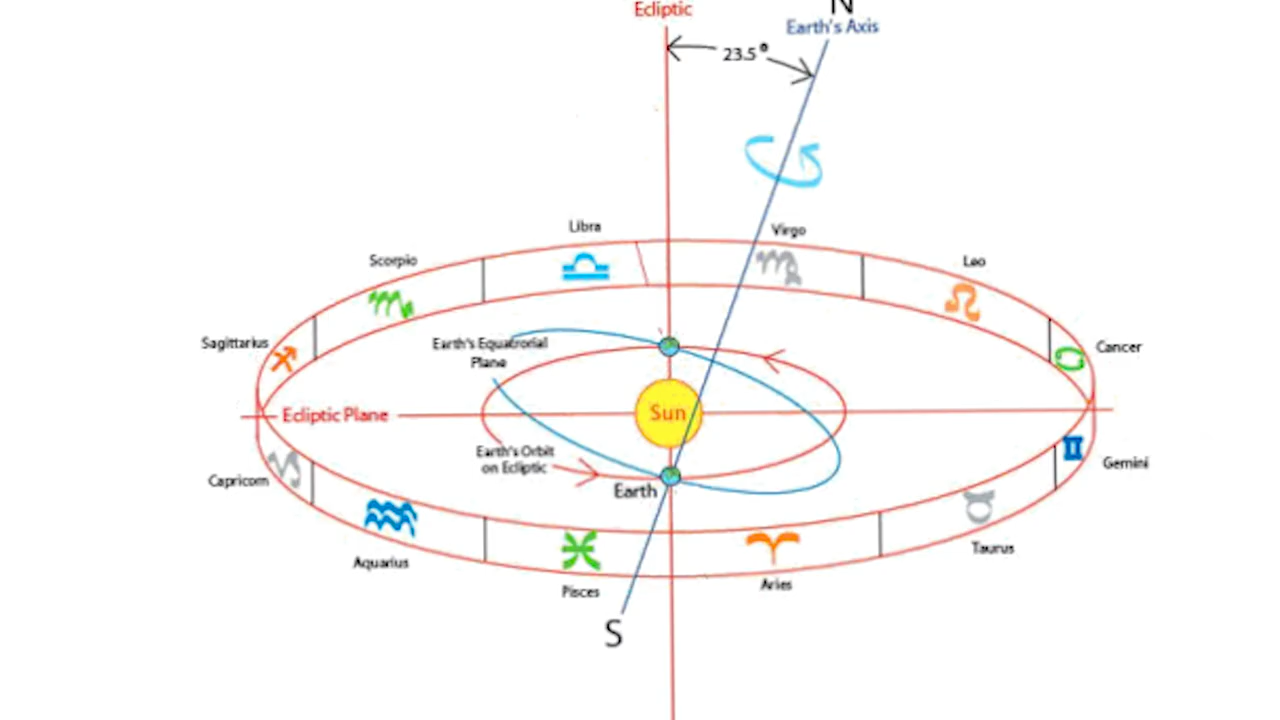 Ecliptic
N
Earth's Axis
23.5°
Libra
Virgo
Scorpio
Leo
Sagittarius
Cancer
Earth's Equatrorial
Plane
Ecliptic Plane
Sun
Earth's Orbit
on Ecliptic
Gemini
Capricorn
Earth
Aquarius
Taurus
Pisces
Aries
S